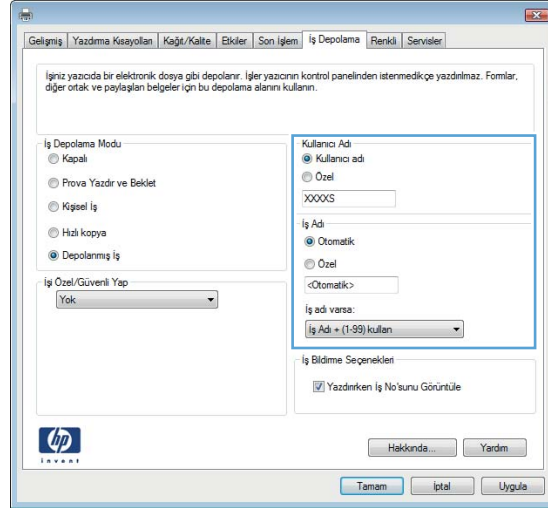 Gelişmiş Yazdırma Kısayolları Kağıt/Kalite Etkiler Son İşlem İş Depolama Renkli Servisler
İşiniz yazıcıda bir elektronik dosya gibi depolanır. İşler yazıcının kontrol panelinden istenmedikçe yazdırılmaz. Formlar,
diğer ortak ve paylaşılan belgeler için bu depolama alanını kullanın.
İş Depolama Modu
Kapalı
Prova Yazdır ve Beklet
Kişisel İş
Hızlı kopya
Depolanmış İş
İşi Özel/Güvenli Yap
Yok
Kullanıcı Adı
Kullanıcı adı
Özel
XXXXS
İş Adı
Otomatik
Özel
<Otomatik>
İş adı varsa:
İş Adı + (1-99) kullan
İş Bildirme Seçenekleri
Yazdırırken İş No'sunu Görüntüle
hp
invent
Hakkında... Yardım
Tamam İptal Uygula